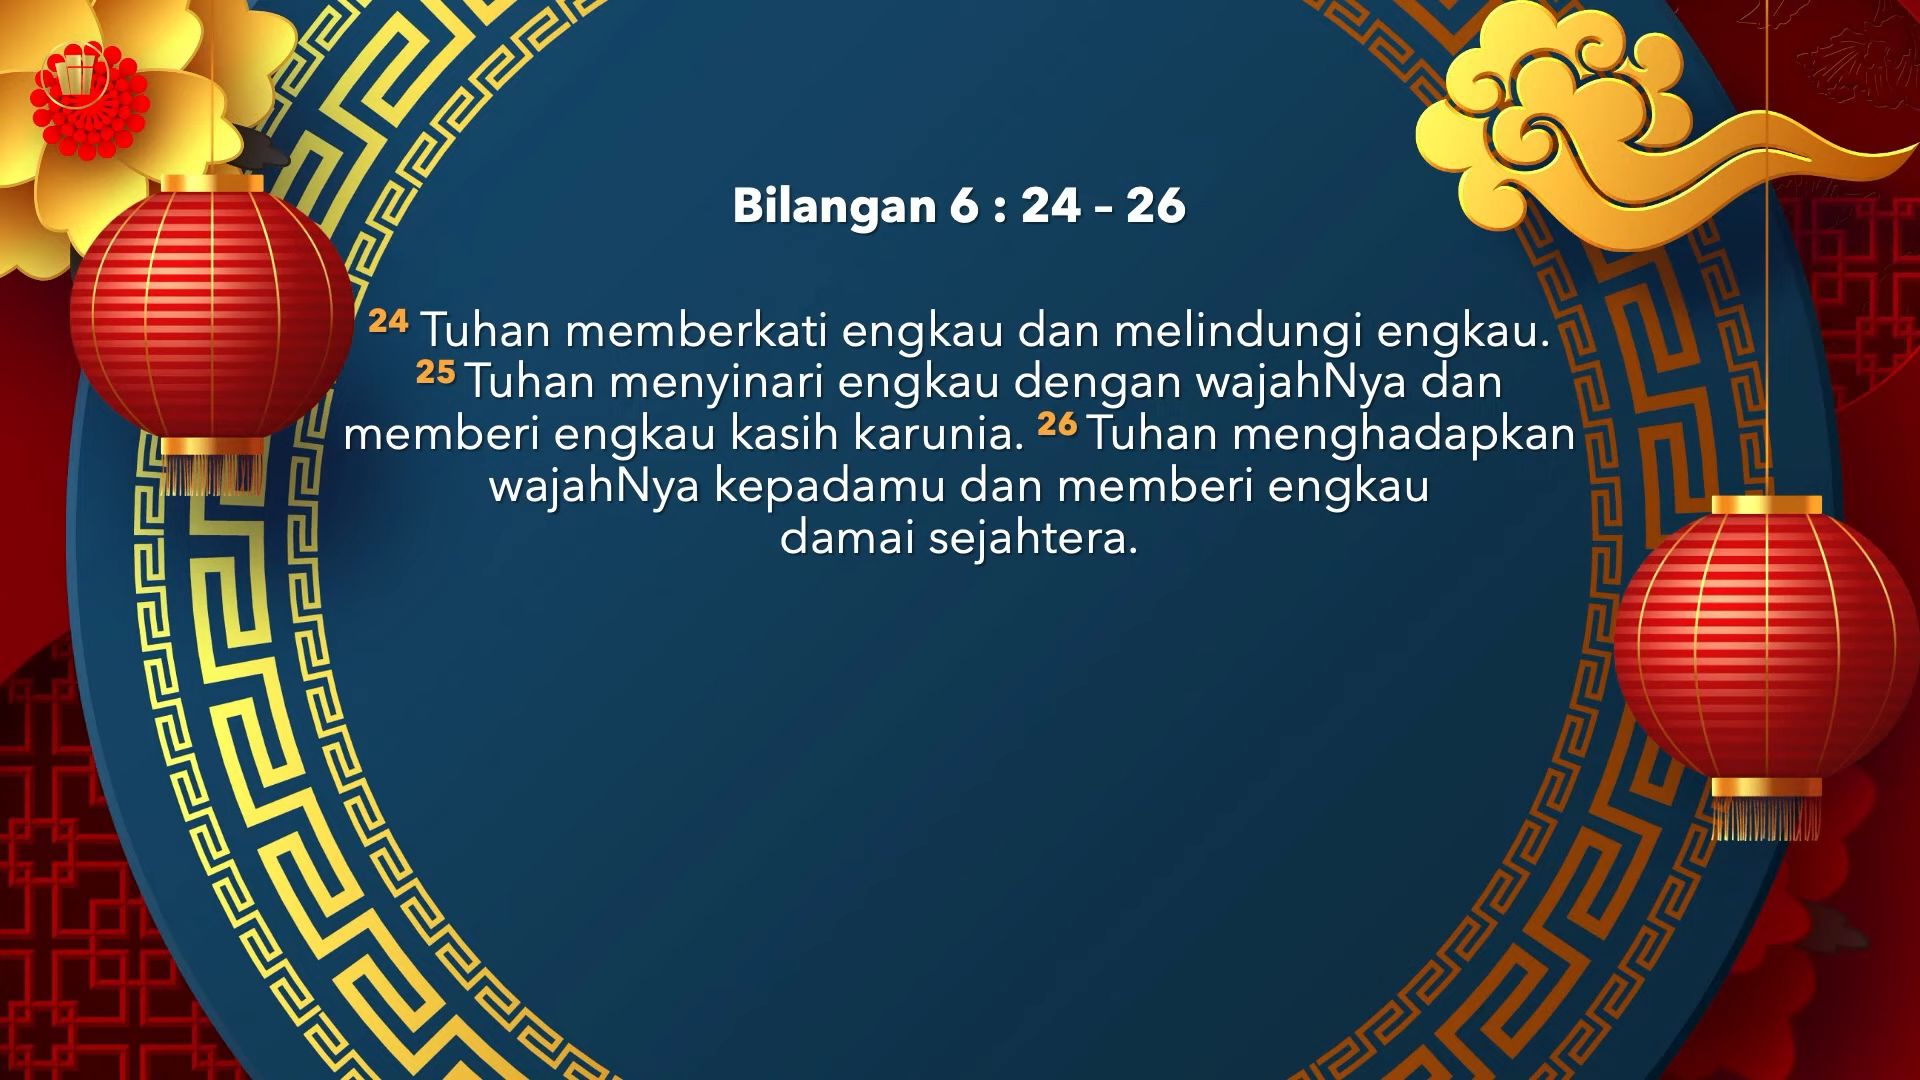 Bilangan 6 : 24 – 26
24 Tuhan memberkati engkau dan melindungi engkau.
25 Tuhan menyinari engkau dengan wajahNya dan
memberi engkau kasih karunia. 26 Tuhan menghadapkan
wajahNya kepadamu dan memberi engkau
damai sejahtera.